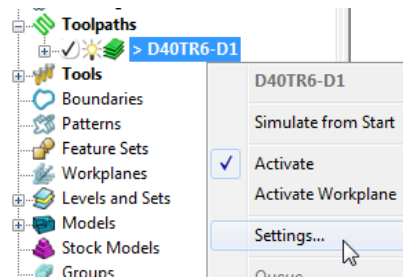 Toolpaths
> D40TR6-D1
Tools
Boundaries
Patterns
Feature Sets
Workplanes
Levels and Sets
Models
Stock Models
Groups
D40TR6-D1
Simulate from Start
Activate
Activate Workplane
Settings...
Queue